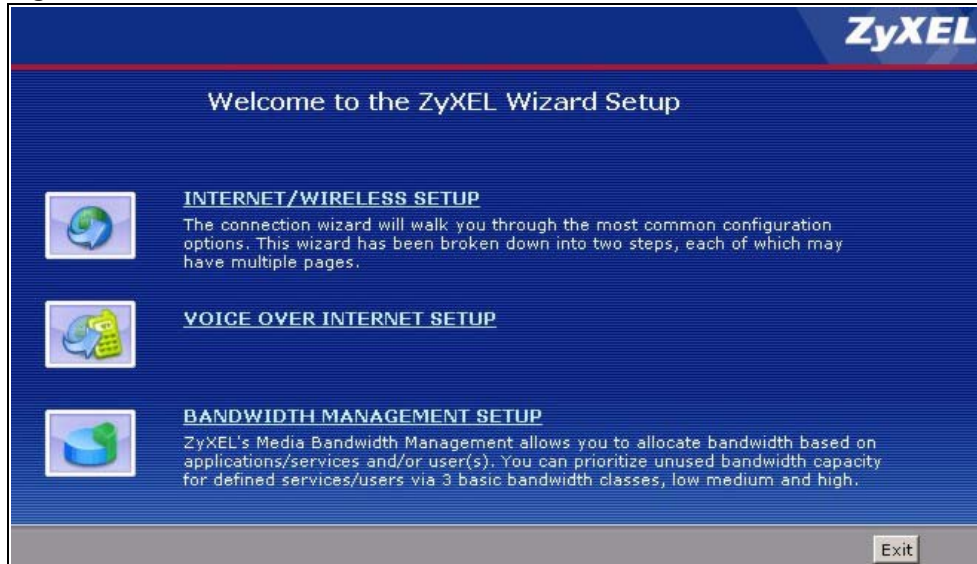 ZyXEL
Welcome to the ZyXEL Wizard Setup
INTERNET/WIRELESS SETUP
The connection wizard will walk you through the most common configuration
options. This wizard has been broken down into two steps, each of which may
have multiple pages.
VOICE OVER INTERNET SETUP
BANDWIDTH MANAGEMENT SETUP
ZyXEL's Media Bandwidth Management allows you to allocate bandwidth based on
applications/services and/or user(s). You can prioritize unused bandwidth capacity
for defined services/users via 3 basic bandwidth classes, low medium and high.
Exit